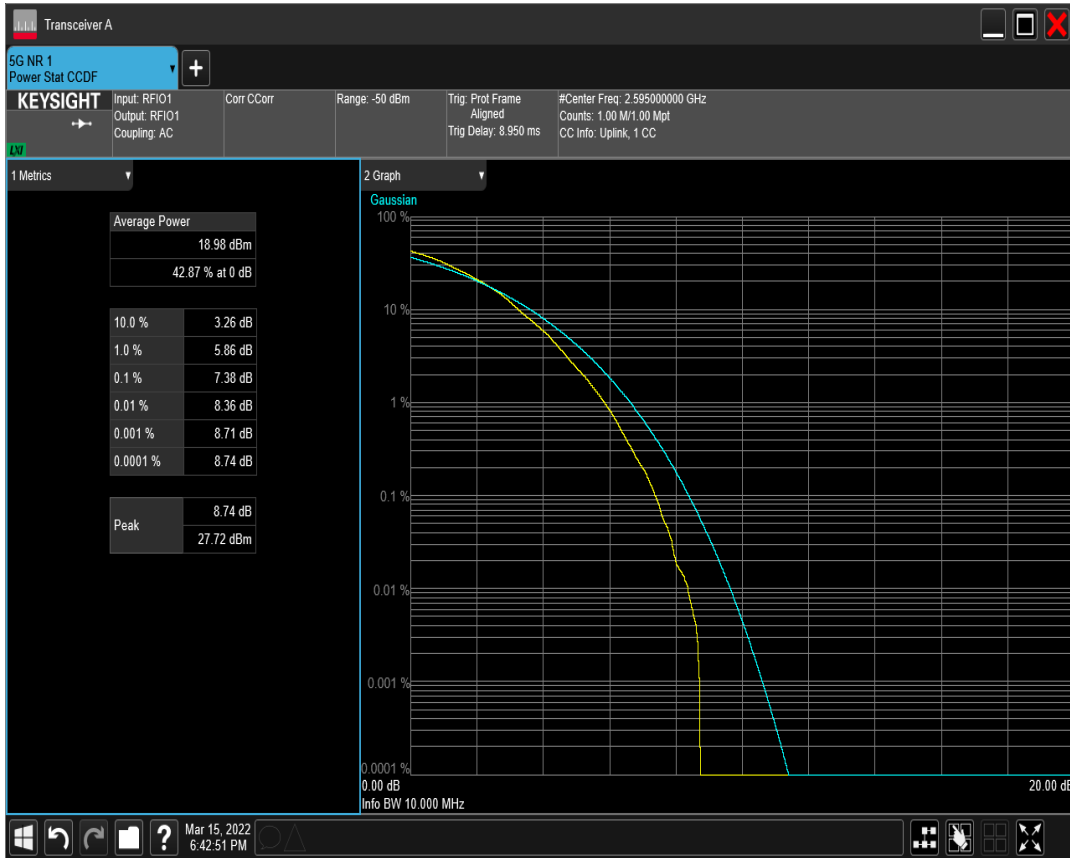 Transceiver A
5G NR 1
Power Stat CCDF
KEYSIGHT
LXI
Input: RFIO1
Output: RFIO1
Coupling: AC
Corr CCorr
Range: -50 dBm
Trig: Prot Frame
Aligned
Trig Delay: 8.950 ms
#Center Freq: 2.595000000 GHz
Counts: 1.00 M/1.00 Mpt
CC Info: Uplink, 1 CC
1 Metrics
Average Power
18.98 dBm
42.87 % at 0 dB
10.0 % 3.26 dB
1.0 % 5.86 dB
0.1 % 7.38 dB
0.01 % 8.36 dB
0.001 % 8.71 dB
0.0001 % 8.74 dB
Peak 8.74 dB
27.72 dBm
2 Graph
Gaussian
100 %
10 %
1 %
0.1 %
0.01 %
0.001 %
0.0001 %
0.00 dB 20.00 dB
Info BW 10.000 MHz
?
Mar 15, 2022
6:42:51 PM